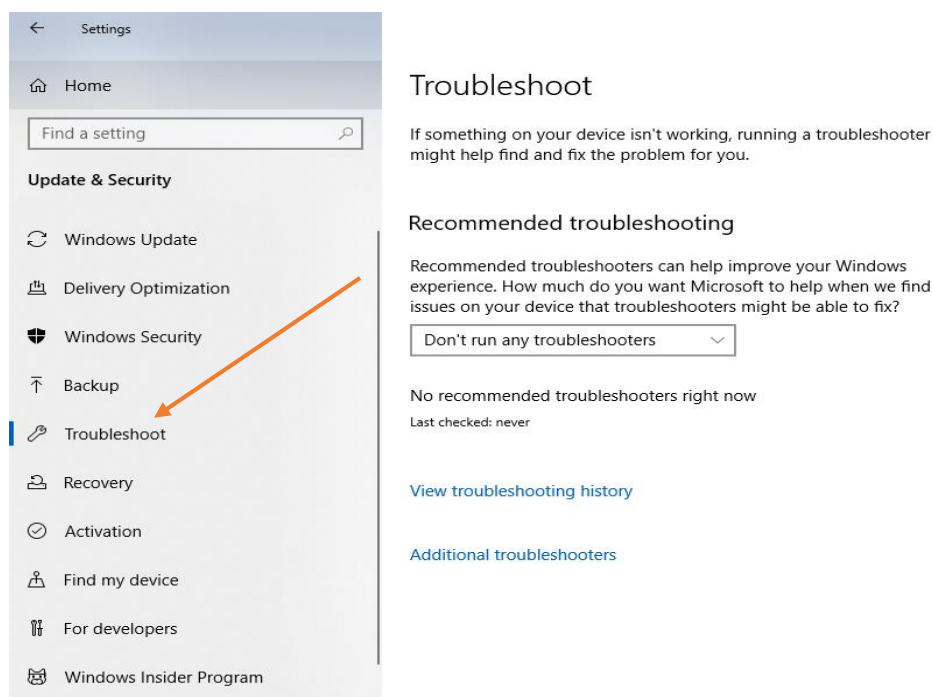 Settings
Home
Find a setting
Update & Security
Windows Update
Delivery Optimization
Windows Security
Backup
Troubleshoot
Recovery
Activation
Find my device
For developers
Windows Insider Program
Troubleshoot
If something on your device isn't working, running a troubleshooter
might help find and fix the problem for you.
Recommended troubleshooting
Recommended troubleshooters can help improve your Windows
experience. How much do you want Microsoft to help when we find
issues on your device that troubleshooters might be able to fix?
Don't run any troubleshooters
No recommended troubleshooters right now
Last checked: never
View troubleshooting history
Additional troubleshooters